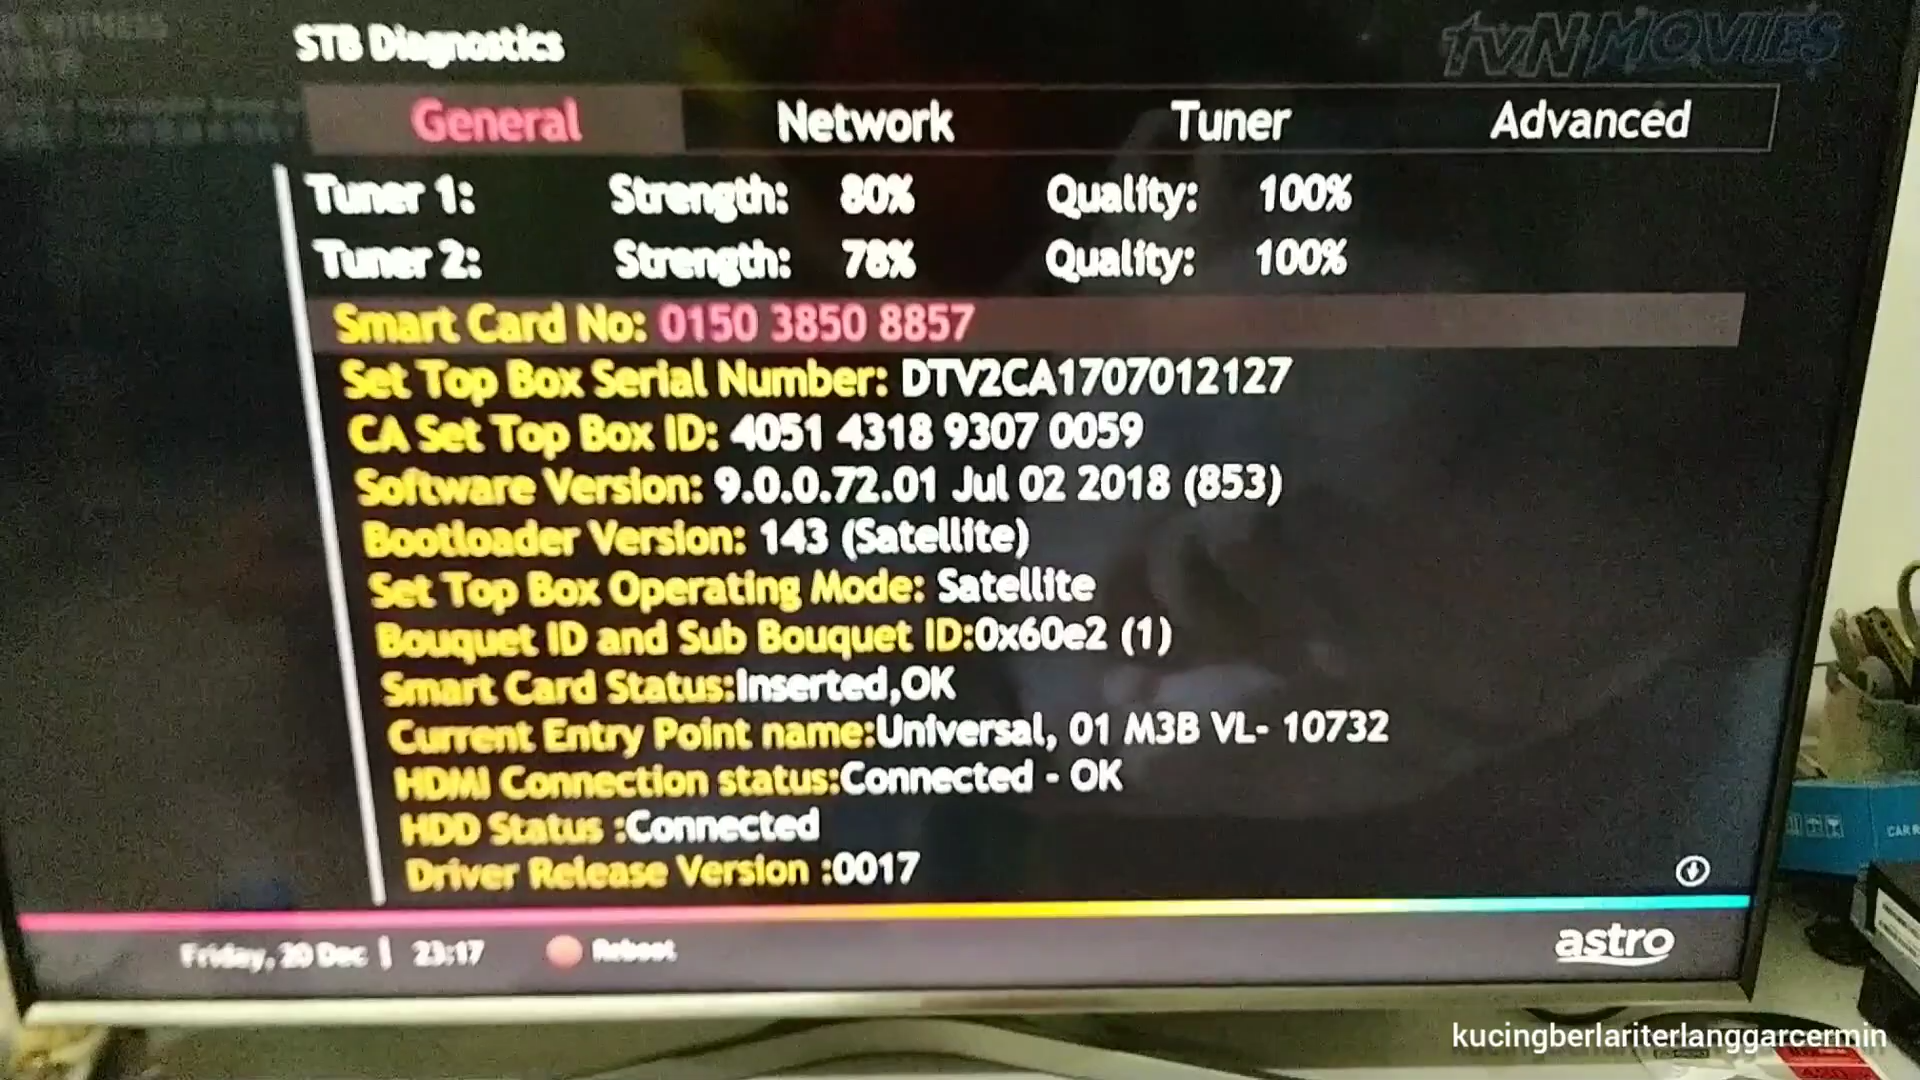 STB Diagnostics
tvN MOVIES
General Network Tuner Advanced
Tuner 1: Strength: 80% Quality: 100%
Tuner 2: Strength: 78% Quality: 100%
Smart Card No: 0150 3850 8857
Set Top Box Serial Number: DTV2CA1707012127
CA Set Top Box ID: 4051 4318 9307 0059
Software Version: 9.0.0.72.01 Jul 02 2018 (853)
Bootloader Version: 143 (Satellite)
Set Top Box Operating Mode: Satellite
Bouquet ID and Sub Bouquet ID:0x60e2 (1)
Smart Card Status:Inserted,OK
Current Entry Point name:Universal, 01 M3B VL- 10732
HDMI Connection status:Connected - OK
HDD Status :Connected
Driver Release Version :0017
Friday, 20 Dec | 23:17 Reboot
astro
kucingberlariterlanggarcermin